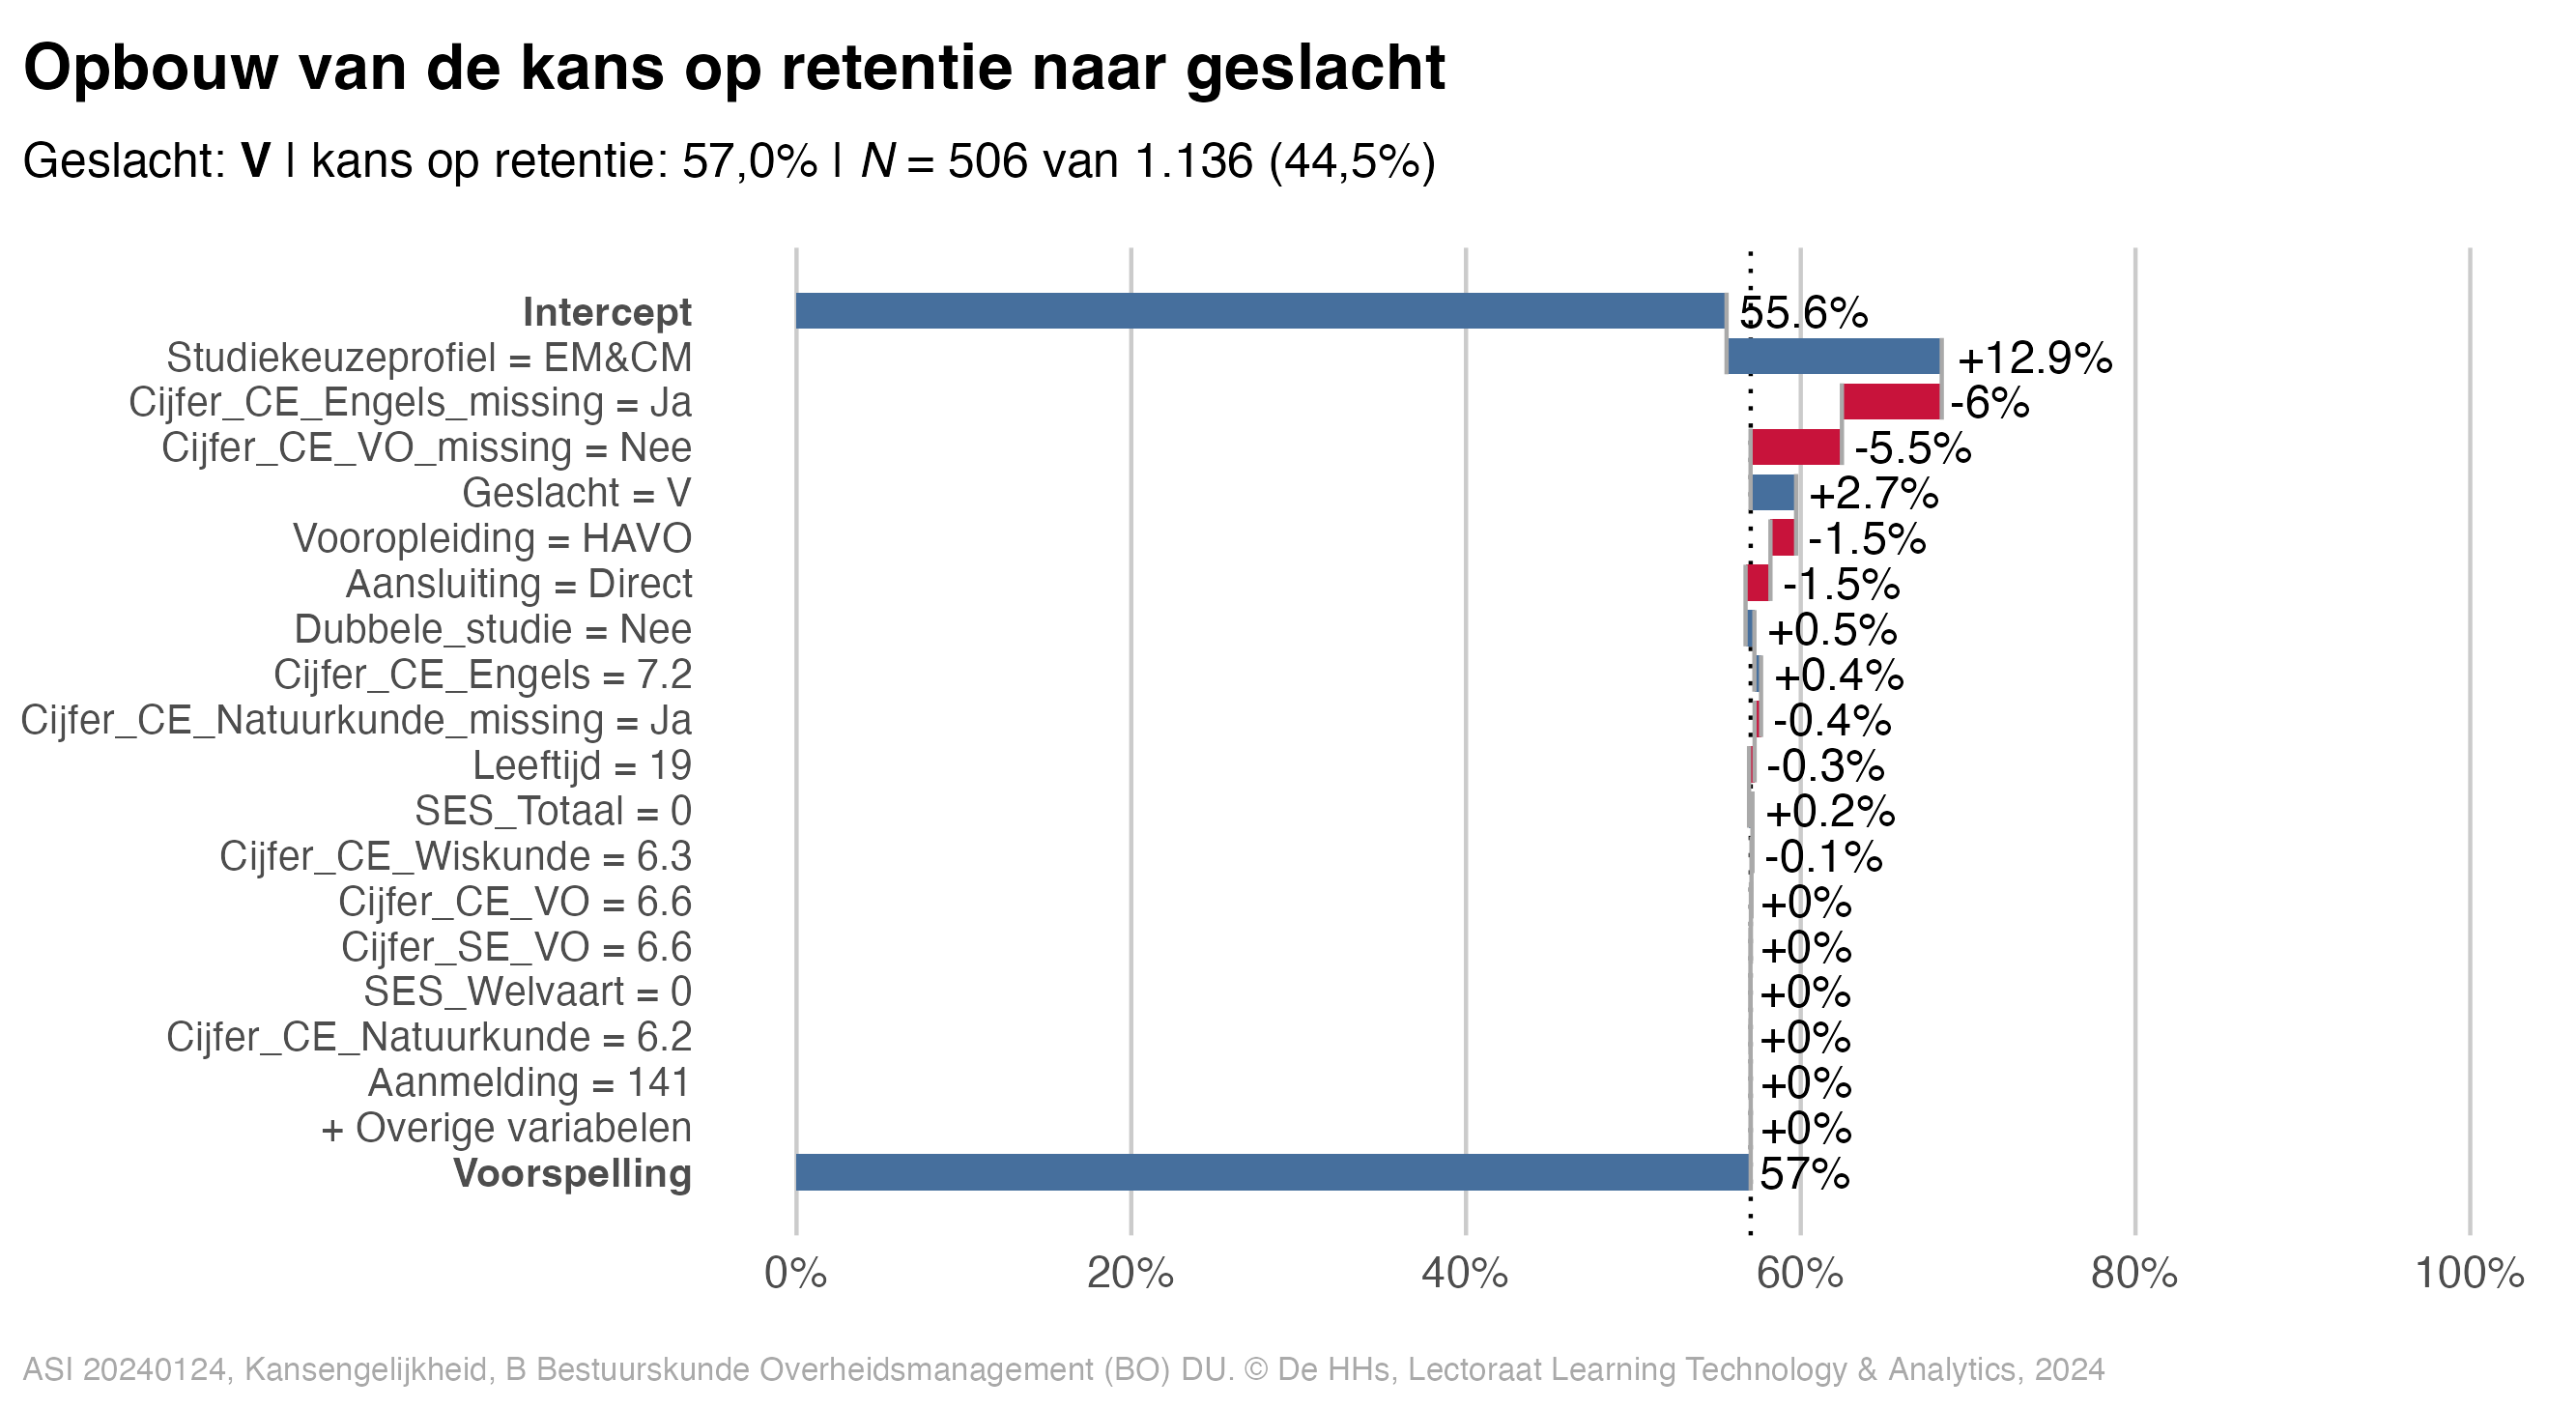 Opbouw van de kans op retentie naar geslacht
Geslacht: V | kans op retentie: 57,0% | N = 506 van 1.136 (44,5%)
Intercept 55.6%
Studiekeuzeprofiel = EM&CM +12.9%
Cijfer_CE_Engels_missing = Ja -6%
Cijfer_CE_VO_missing = Nee -5.5%
Geslacht = V +2.7%
Vooropleiding = HAVO -1.5%
Aansluiting = Direct -1.5%
Dubbele_studie = Nee +0.5%
Cijfer_CE_Engels = 7.2 +0.4%
Cijfer_CE_Natuurkunde_missing = Ja -0.4%
Leeftijd = 19 -0.3%
SES_Totaal = 0 +0.2%
Cijfer_CE_Wiskunde = 6.3 -0.1%
Cijfer_CE_VO = 6.6 +0%
Cijfer_SE_VO = 6.6 +0%
SES_Welvaart = 0 +0%
Cijfer_CE_Natuurkunde = 6.2 +0%
Aanmelding = 141 +0%
+ Overige variabelen +0%
Voorspelling 57%
0% 20% 40% 60% 80% 100%
ASI 20240124, Kansengelijkheid, B Bestuurskunde Overheidsmanagement (BO) DU. © De HHs, Lectoraat Learning Technology & Analytics, 2024